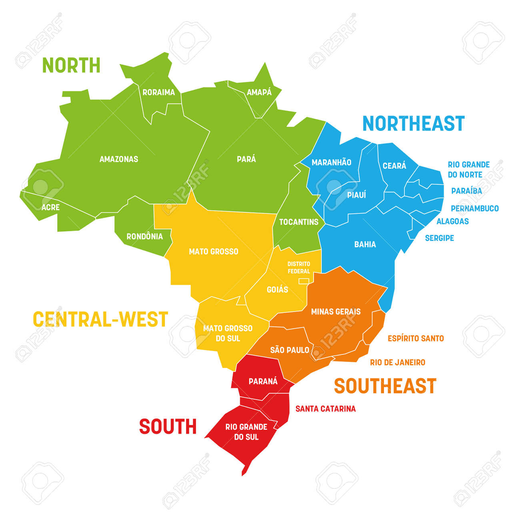 NORTH
RORAIMA
AMAPÁ
NORTHEAST
AMAZONAS
PARÁ
MARANHÃO
CEARÁ
RIO GRANDE
DO NORTE
PARAÍBA
PIAUÍ
PERNAMBUCO
ACRE
TOCANTINS
ALAGOAS
RONDÔNIA
SERGIPE
MATO GROSSO
BAHIA
DISTRITO
FEDERAL
GOIÁS
CENTRAL-WEST
MINAS GERAIS
MATO GROSSO
DO SUL
ESPÍRITO SANTO
SÃO PAULO
RIO DE JANEIRO
PARANÁ
SOUTHEAST
SANTA CATARINA
SOUTH
RIO GRANDE
DO SUL
123RF